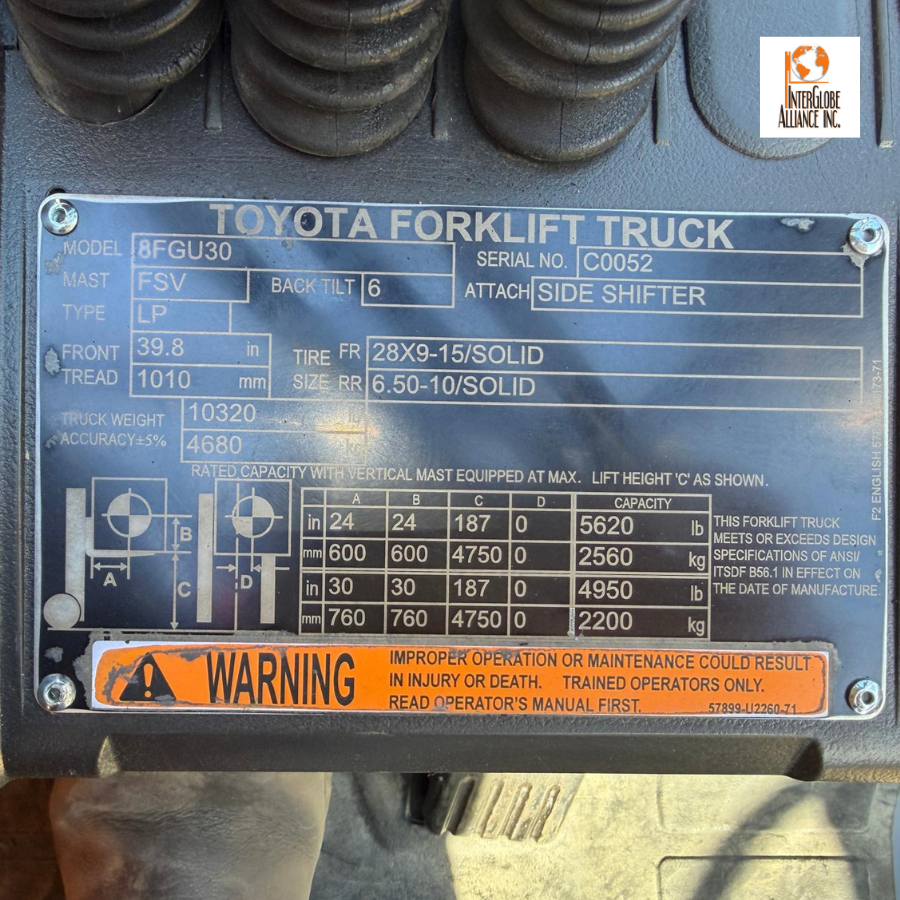 INTERGLOBE
ALLIANCE INC.
TOYOTA FORKLIFT TRUCK
MODEL 8FGU30 SERIAL NO. C0052
MAST FSV BACK TILT 6 ATTACH SIDE SHIFTER
TYPE LP
FRONT 39.8 in TIRE FR 28X9-15/SOLID
TREAD 1010 mm SIZE RR 6.50-10/SOLID
TRUCK WEIGHT 10320
ACCURACY±5% 4680
RATED CAPACITY WITH VERTICAL MAST EQUIPPED AT MAX. LIFT HEIGHT 'C' AS SHOWN.
A B C D CAPACITY
in 24 24 187 0 5620 lb
mm 600 600 4750 0 2560 kg
in 30 30 187 0 4950 lb
mm 760 760 4750 0 2200 kg
B
A
C
D
THIS FORKLIFT TRUCK
MEETS OR EXCEEDS DESIGN
SPECIFICATIONS OF ANSI/
ITSDF B56.1 IN EFFECT ON
THE DATE OF MANUFACTURE.
F2 ENGLISH
WARNING
IMPROPER OPERATION OR MAINTENANCE COULD RESULT
IN INJURY OR DEATH. TRAINED OPERATORS ONLY.
READ OPERATOR'S MANUAL FIRST.
57899-U2260-71